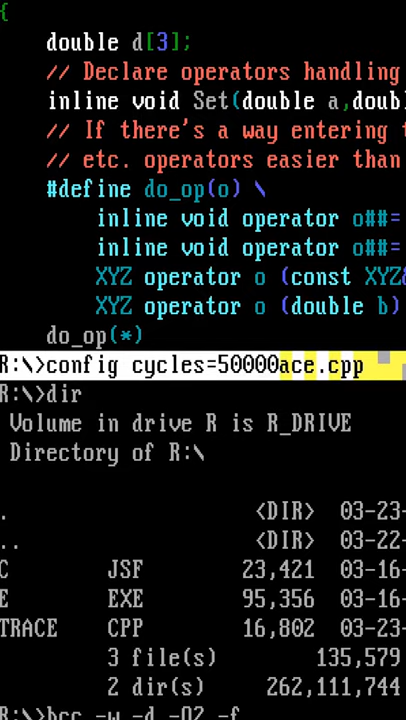 {
double d[3];
// Declare operators handling
inline void Set(double a,doubl
// If there's a way entering t
// etc. operators easier than
#define do_op(o) \
inline void operator o##=
inline void operator o##=
XYZ operator o (const XYZ&
XYZ operator o (double b)
do_op(*)
R:\>config cycles=50000ace.cpp
R:\>dir
Volume in drive R is R_DRIVE
Directory of R:\
. <DIR> 03-23-
.. <DIR> 03-22-
C JSF 23,421 03-16-
E EXE 95,356 03-16-
TRACE CPP 16,802 03-23-
3 file(s) 135,579
2 dir(s) 262,111,744
R:\>bcc -w -d -O2 -f